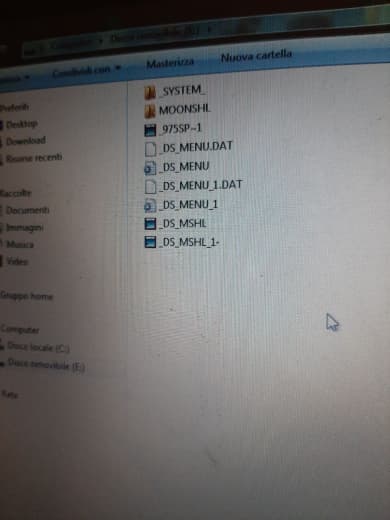 Computer
Disco removibile (E:)
Condividi con
Masterizza
Nuova cartella
Preferiti
Desktop
Download
Risorse recenti
Raccolte
Documenti
Immagini
Musica
Video
Gruppo home
Computer
Disco locale (C:)
Disco removibile (E:)
Rete
_SYSTEM_
MOONSHL
_975SP~1
_DS_MENU.DAT
_DS_MENU
_DS_MENU_1.DAT
_DS_MENU_1
_DS_MSHL
_DS_MSHL_1-